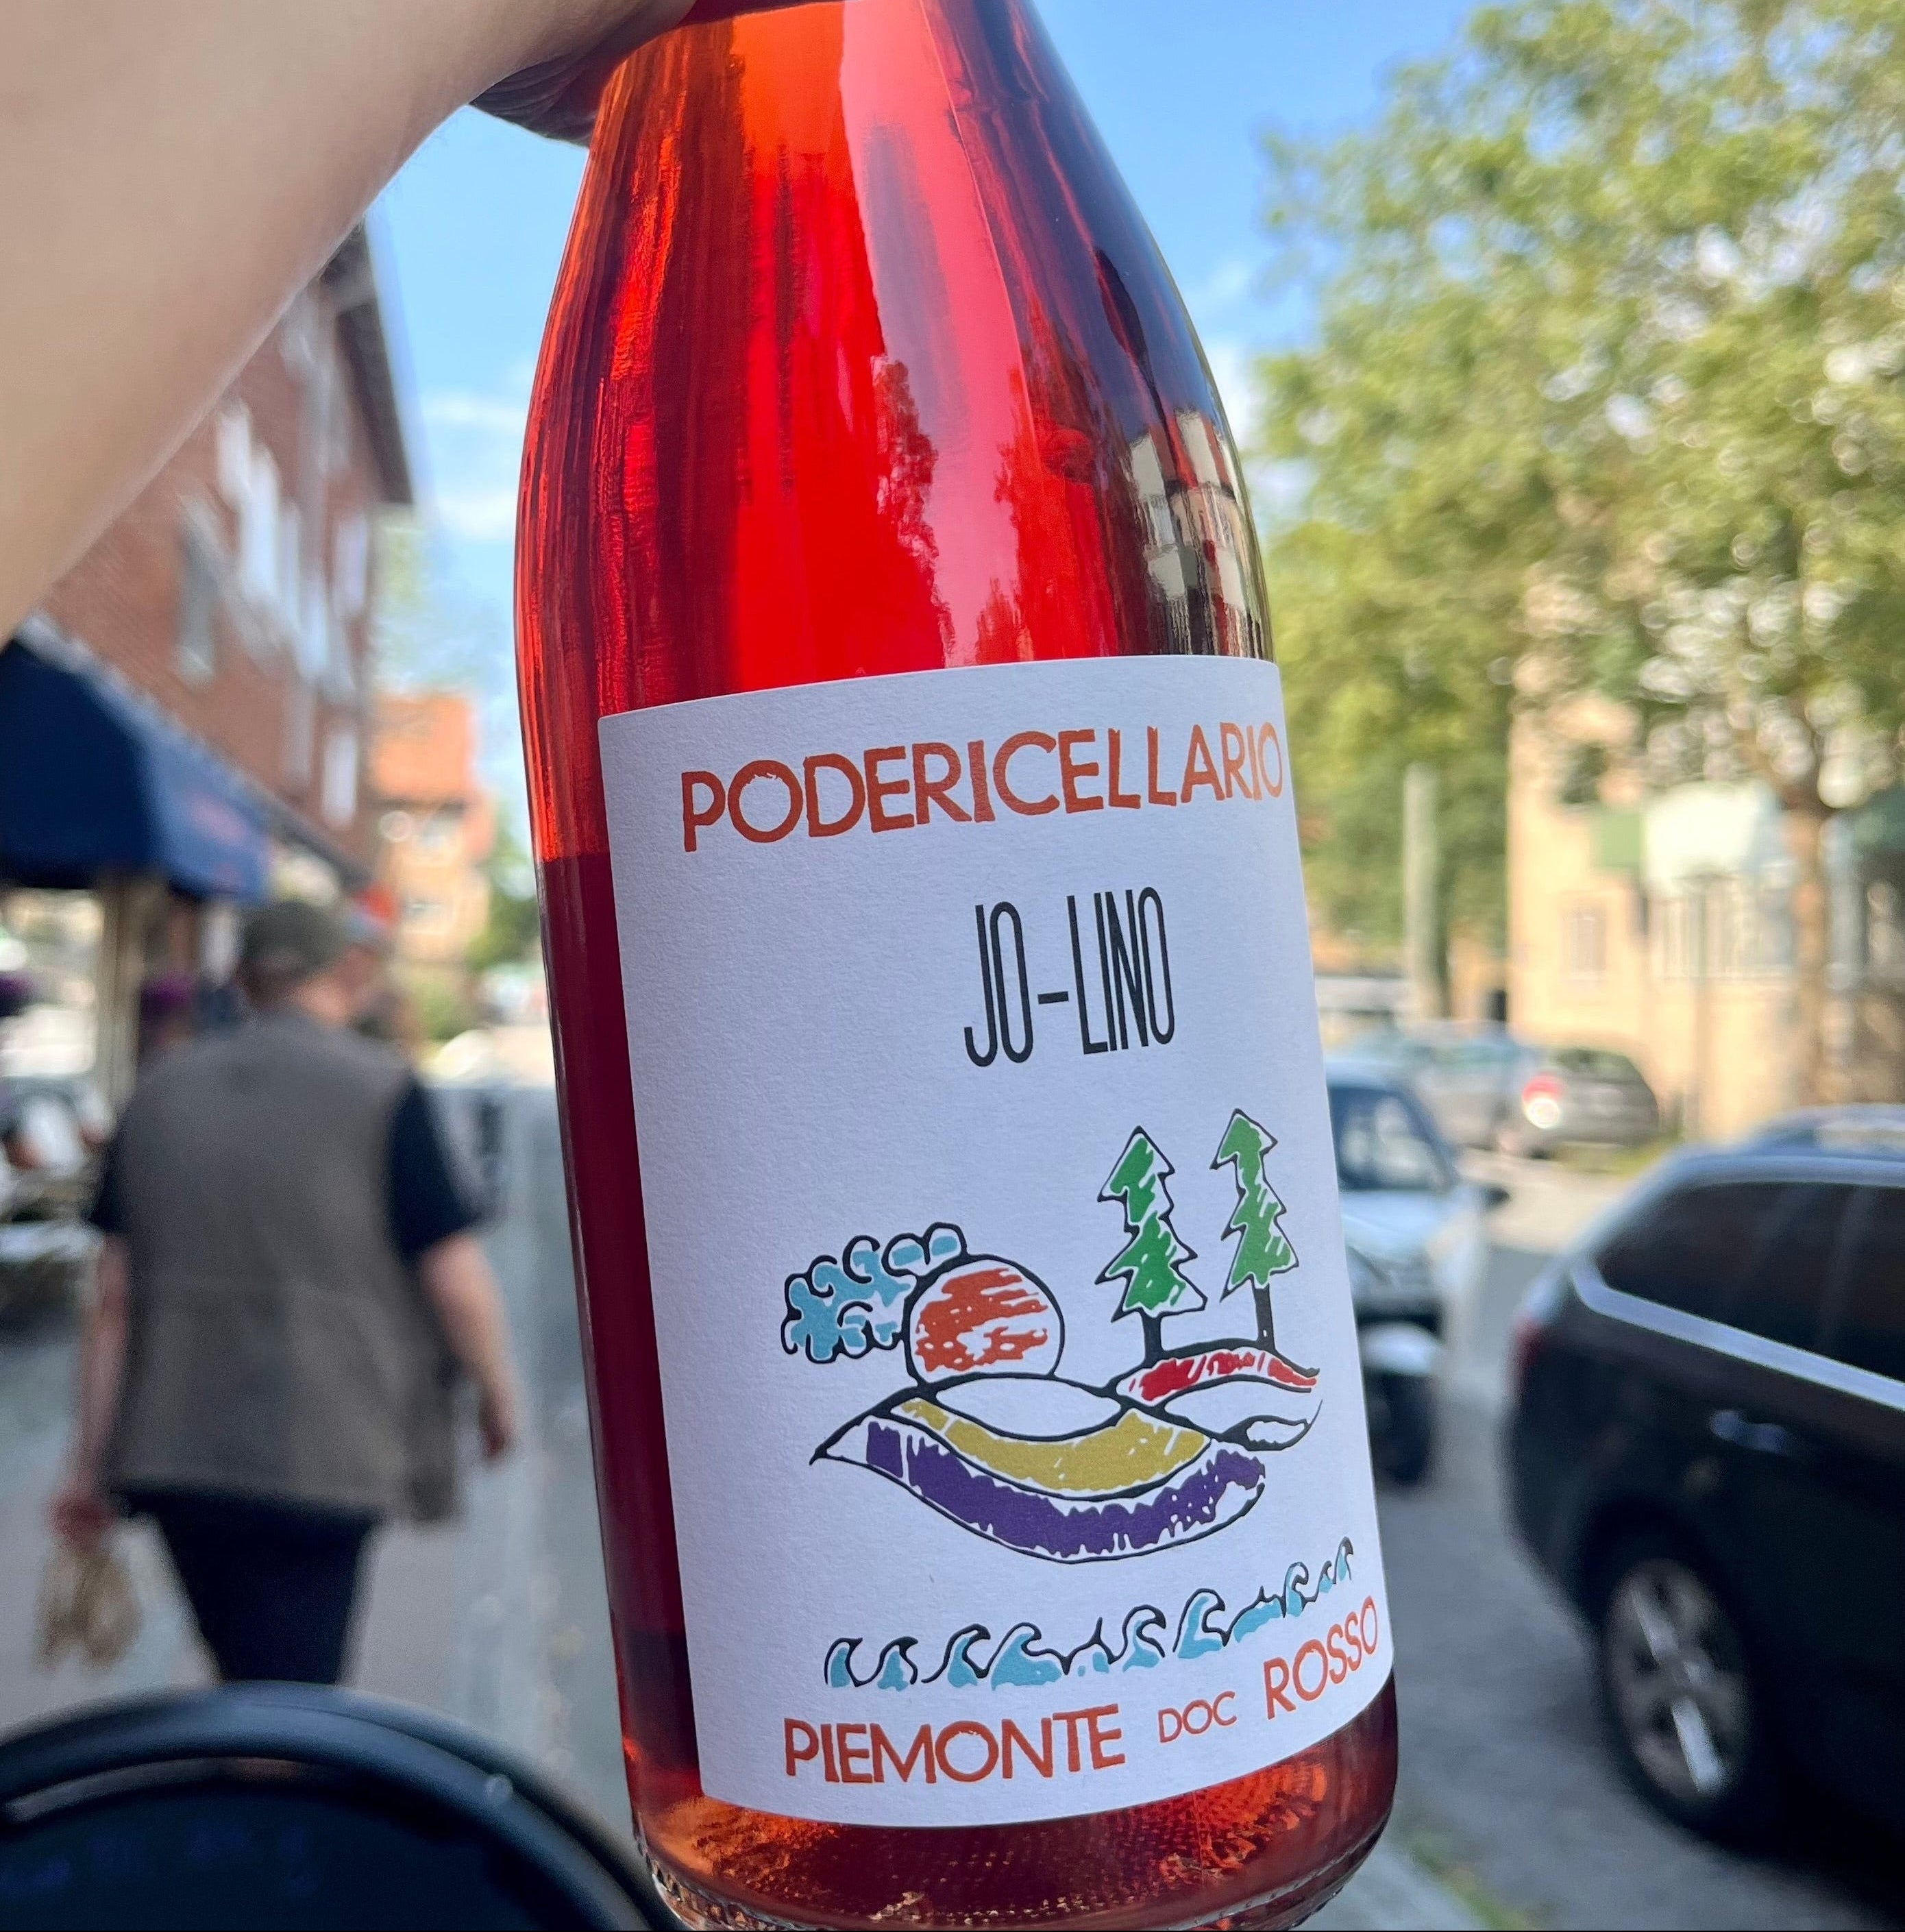 PODERICELLARIO
JO-LINO
PIEMONTE DOC ROSSO